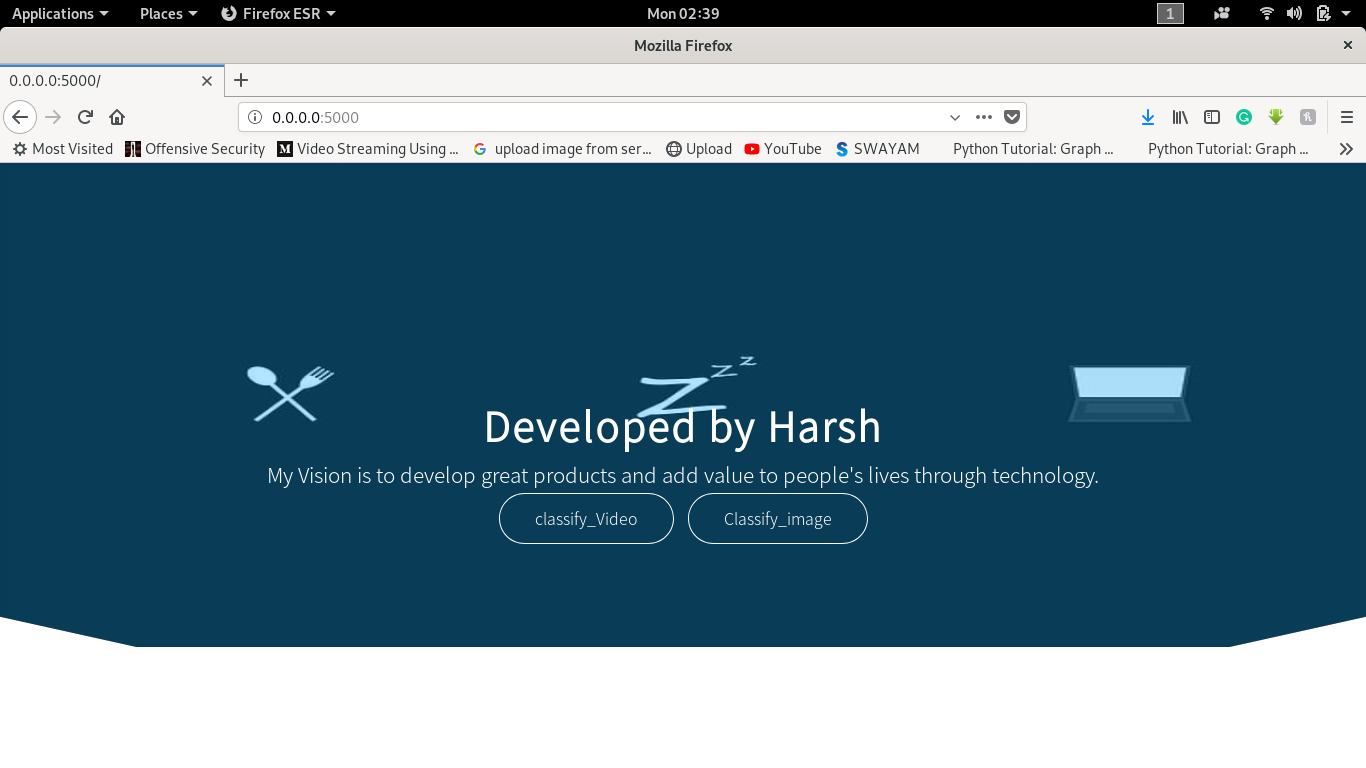 Applications Places Firefox ESR Mon 02:39 1
Mozilla Firefox
0.0.0.0:5000/
0.0.0.0:5000
Most Visited Offensive Security M Video Streaming Using ... G upload image from ser... Upload YouTube S SWAYAM Python Tutorial: Graph ... Python Tutorial: Graph ...
z
z
Z
Developed by Harsh
My Vision is to develop great products and add value to people's lives through technology.
classify_Video Classify_image